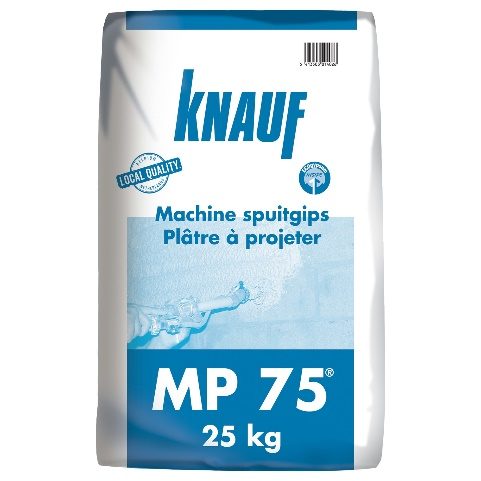 KNAUF
LOCAL QUALITY
Machine spuitgips
Plâtre à projeter
MP 75®
25 kg